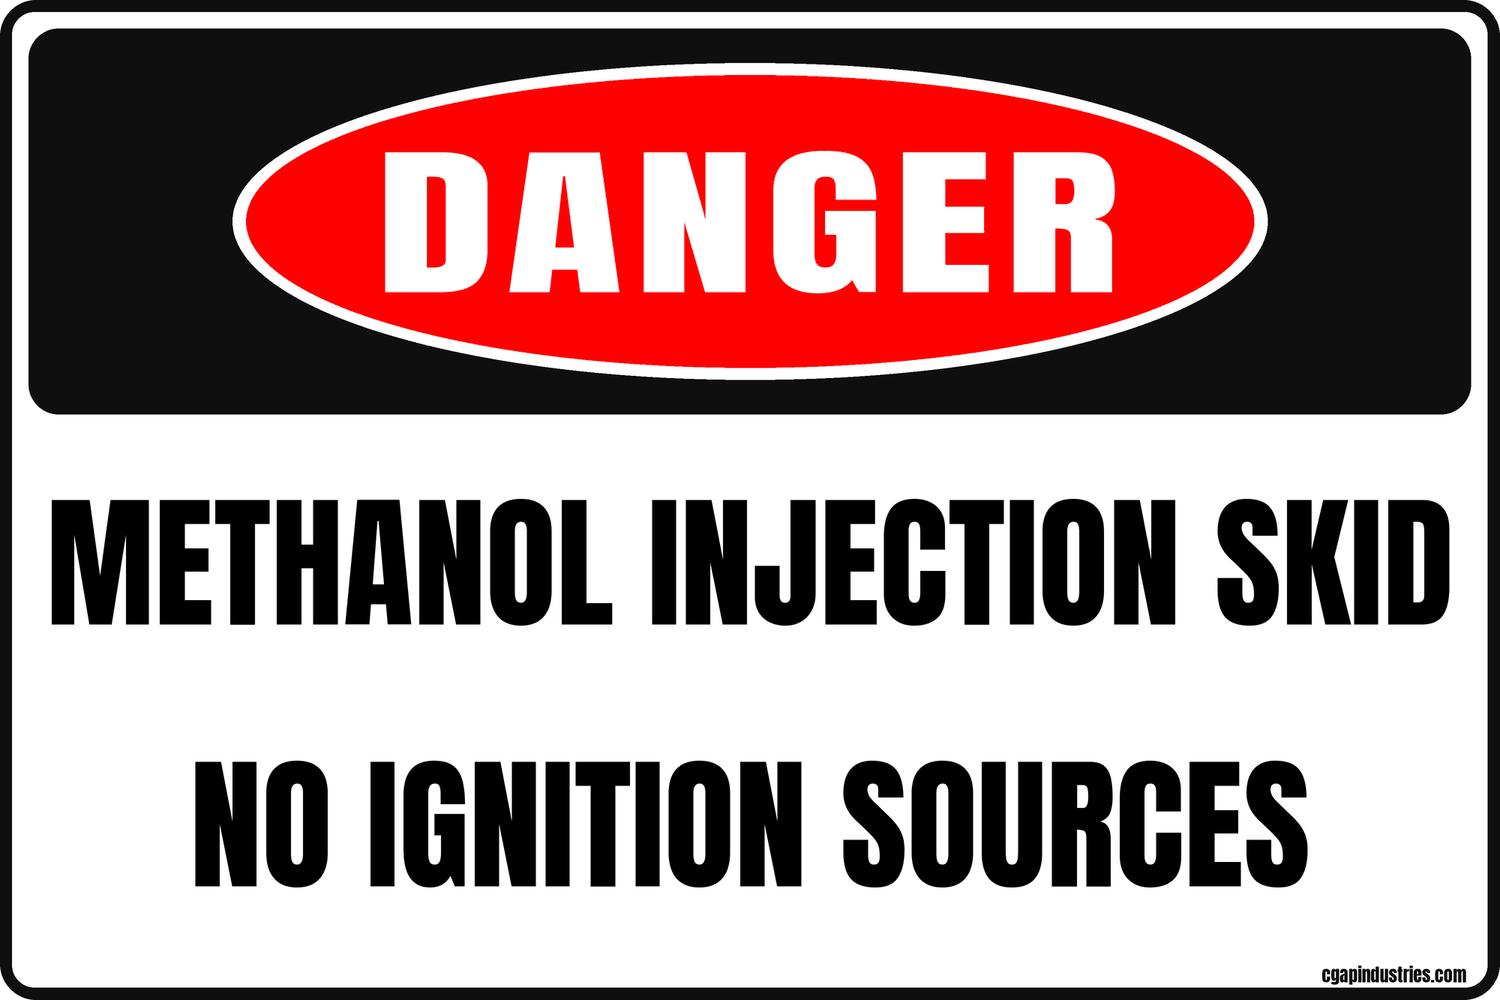 DANGER
METHANOL INJECTION SKID
NO IGNITION SOURCES
cgapindustries.com